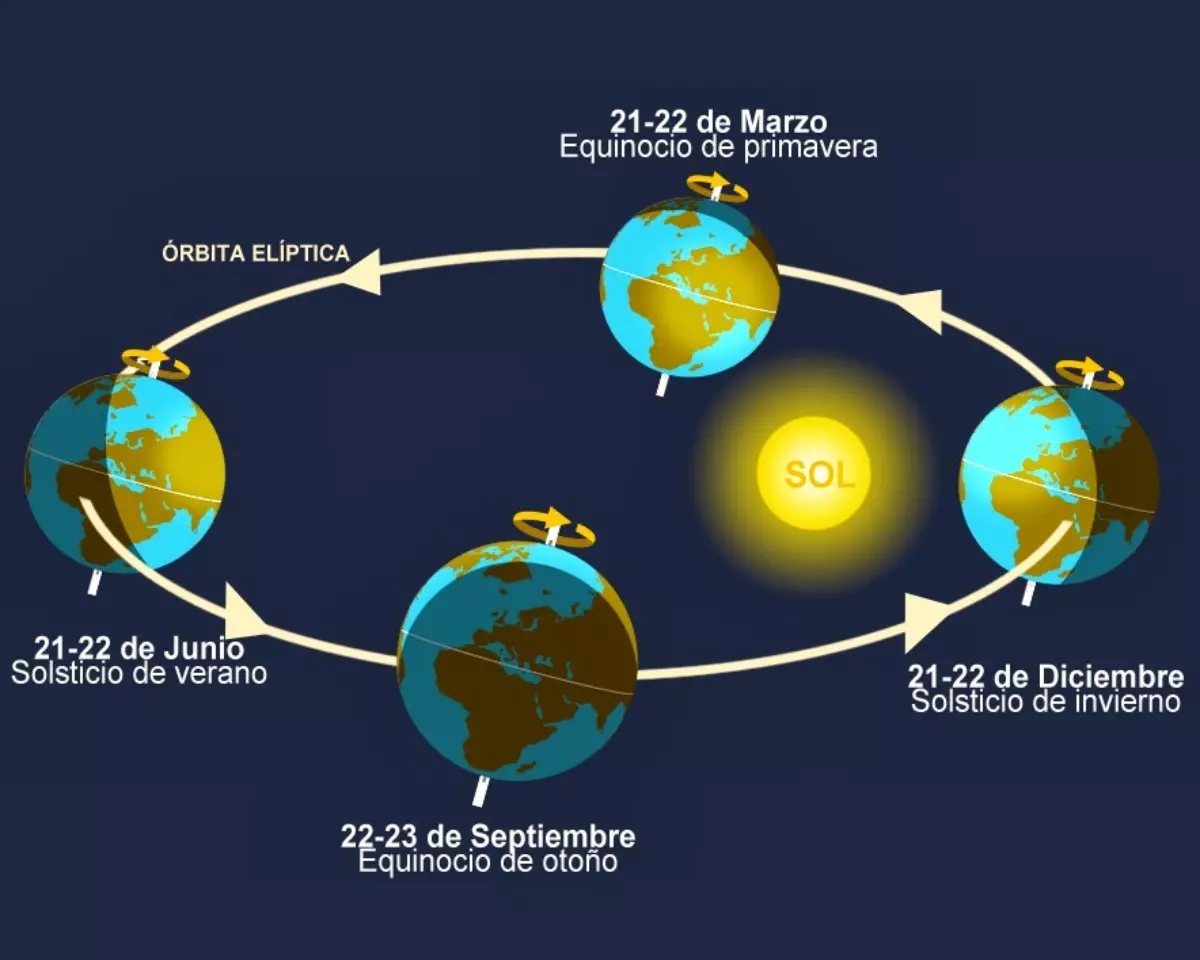 21-22 de Marzo
Equinocio de primavera
ÓRBITA ELÍPTICA
SOL
21-22 de Junio
Solsticio de verano
21-22 de Diciembre
Solsticio de invierno
22-23 de Septiembre
Equinocio de otoño